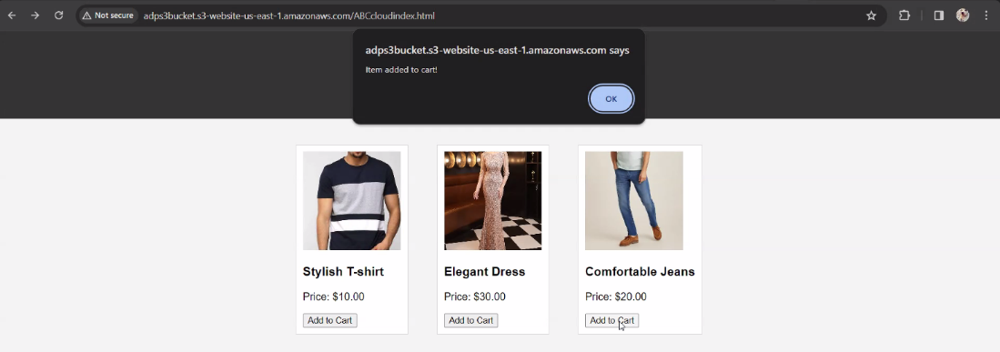 Not secure adps3bucket.s3-website-us-east-1.amazonaws.com/ABCcloudindex.html
adps3bucket.s3-website-us-east-1.amazonaws.com says
Item added to cart!
OK
Stylish T-shirt
Price: $10.00
Add to Cart
Elegant Dress
Price: $30.00
Add to Cart
Comfortable Jeans
Price: $20.00
Add to Cart